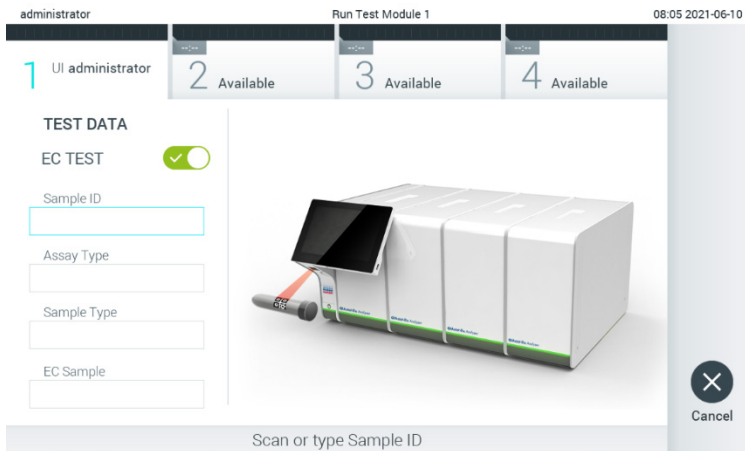 administrator Run Test Module 1 08:05 2021-06-10
--:-- --:-- --:--
1 UI administrator 2 Available 3 Available 4 Available
TEST DATA
EC TEST
Sample ID
Assay Type
Sample Type
EC Sample
Cancel
Scan or type Sample ID